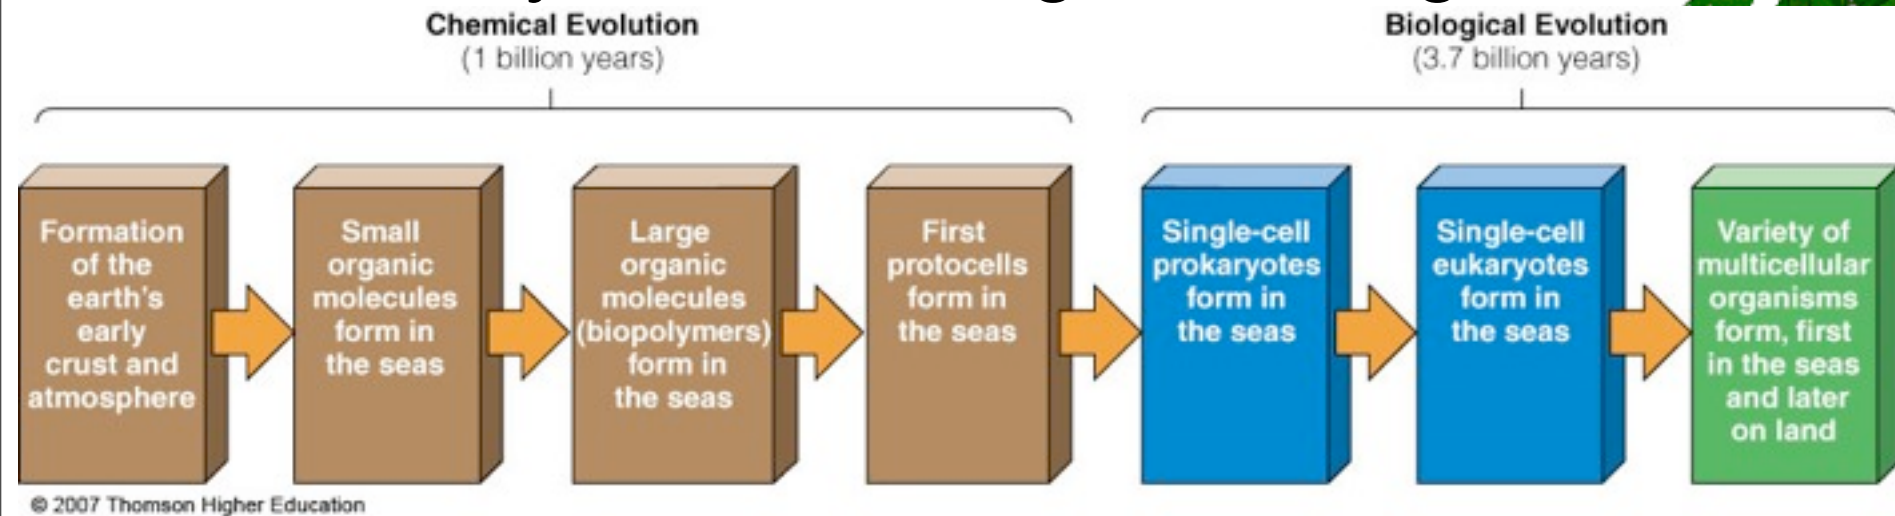 Chemical Evolution
(1 billion years)
Biological Evolution
(3.7 billion years)
Formation
of the
earth's
early
crust and
atmosphere
Small
organic
molecules
form in
the seas
Large
organic
molecules
(biopolymers)
form in
the seas
First
protocells
form in
the seas
Single-cell
prokaryotes
form in
the seas
Single-cell
eukaryotes
form in
the seas
Variety of
multicellular
organisms
form, first
in the seas
and later
on land
© 2007 Thomson Higher Education